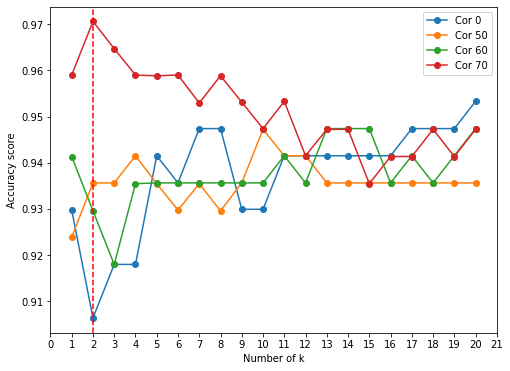 Cor 0
Cor 50
Cor 60
Cor 70
Accuracy score
0.97
0.96
0.95
0.94
0.93
0.92
0.91
0 1 2 3 4 5 6 7 8 9 10 11 12 13 14 15 16 17 18 19 20 21
Number of k